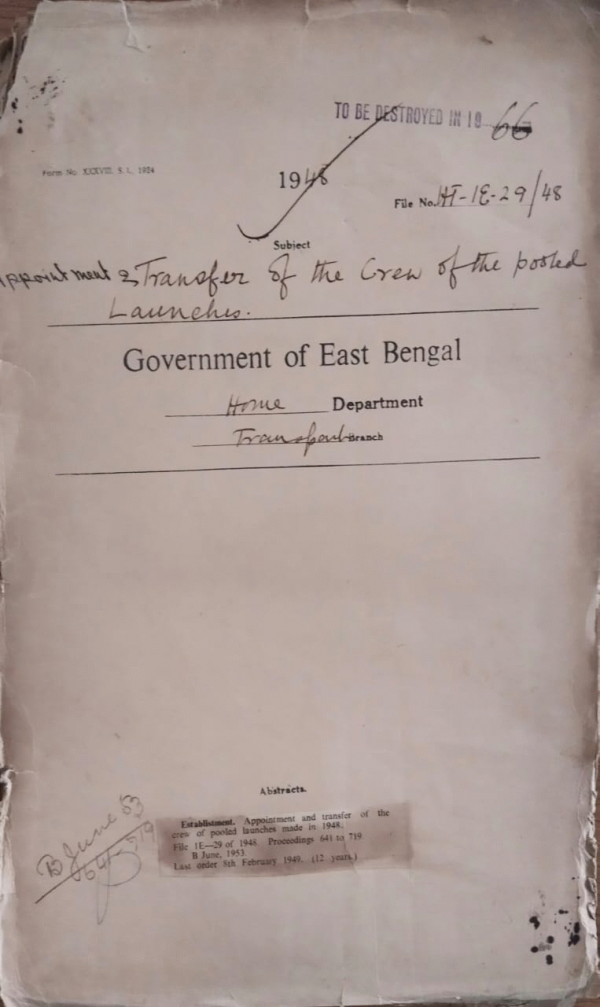 TO BE DESTROYED IN 19 66
Form No. XXXVIII. S. L., 1924
1948
File No. HT-1E-29/48
Subject
Appointment & Transfer of the Crew of the pooled
Launches.
Government of East Bengal
Home Department
Transport Branch
Abstracts.
Establishment. Appointment and transfer of the
crew of pooled launches made in 1948.
File 1E—29 of 1948. Proceedings 641 to 719
B June, 1953.
Last order 8th February 1949. (12 years.)
B June 53
641-719